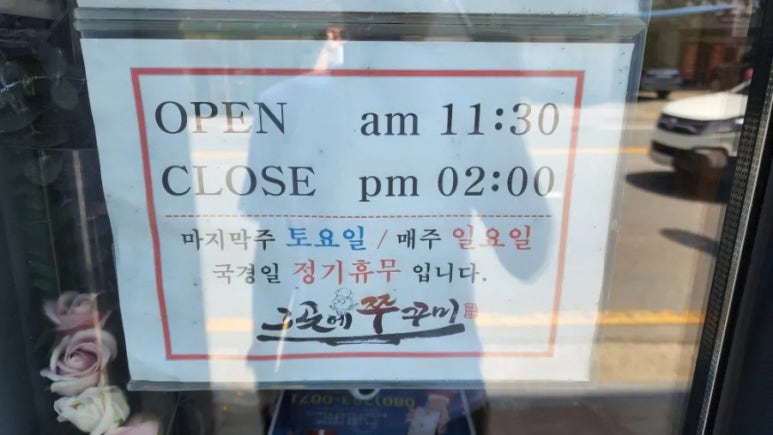 OPEN am 11:30
CLOSE pm 02:00
마지막주 토요일 / 매주 일요일
국경일 정기휴무 입니다.
그곳에 쭈꾸미